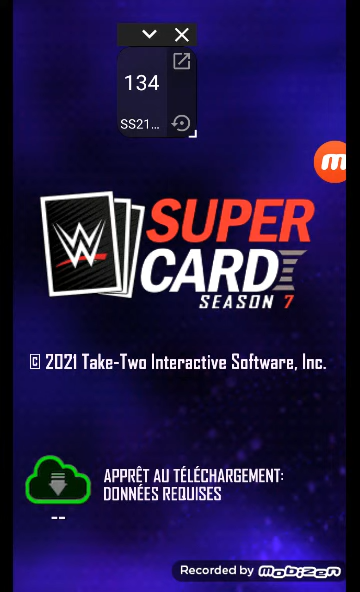 134
SS21...
m
W
SUPER
CARD
SEASON 7
© 2021 Take-Two Interactive Software, Inc.
APPRÊT AU TÉLÉCHARGEMENT:
DONNÉES REQUISES
--
Recorded by mobizen